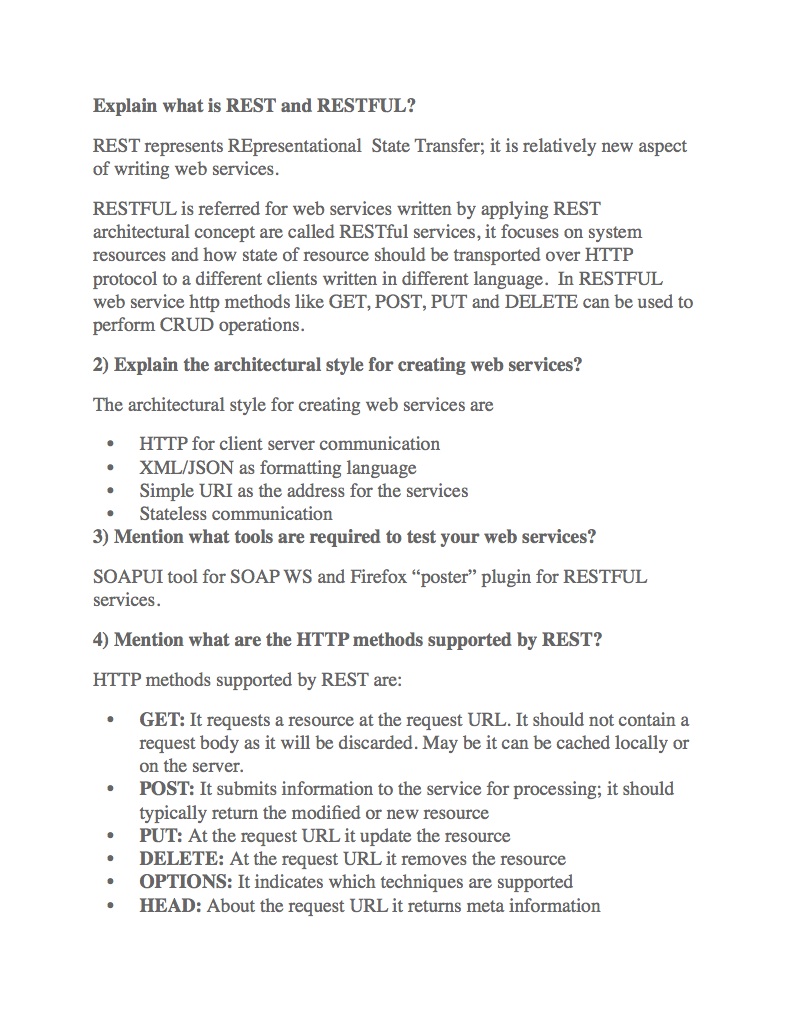 Explain what is REST and RESTFUL?
REST represents REpresentational  State Transfer; it is relatively new aspect
of writing web services.
RESTFUL is referred for web services written by applying REST
architectural concept are called RESTful services, it focuses on system
resources and how state of resource should be transported over HTTP
protocol to a different clients written in different language.  In RESTFUL
web service http methods like GET, POST, PUT and DELETE can be used to
perform CRUD operations.
2) Explain the architectural style for creating web services?
The architectural style for creating web services are
• HTTP for client server communication
• XML/JSON as formatting language
• Simple URI as the address for the services
• Stateless communication
3) Mention what tools are required to test your web services?
SOAPUI tool for SOAP WS and Firefox “poster” plugin for RESTFUL
services.
4) Mention what are the HTTP methods supported by REST?
HTTP methods supported by REST are:
• GET: It requests a resource at the request URL. It should not contain a
request body as it will be discarded. May be it can be cached locally or
on the server.
• POST: It submits information to the service for processing; it should
typically return the modified or new resource
• PUT: At the request URL it update the resource
• DELETE: At the request URL it removes the resource
• OPTIONS: It indicates which techniques are supported
• HEAD: About the request URL it returns meta information